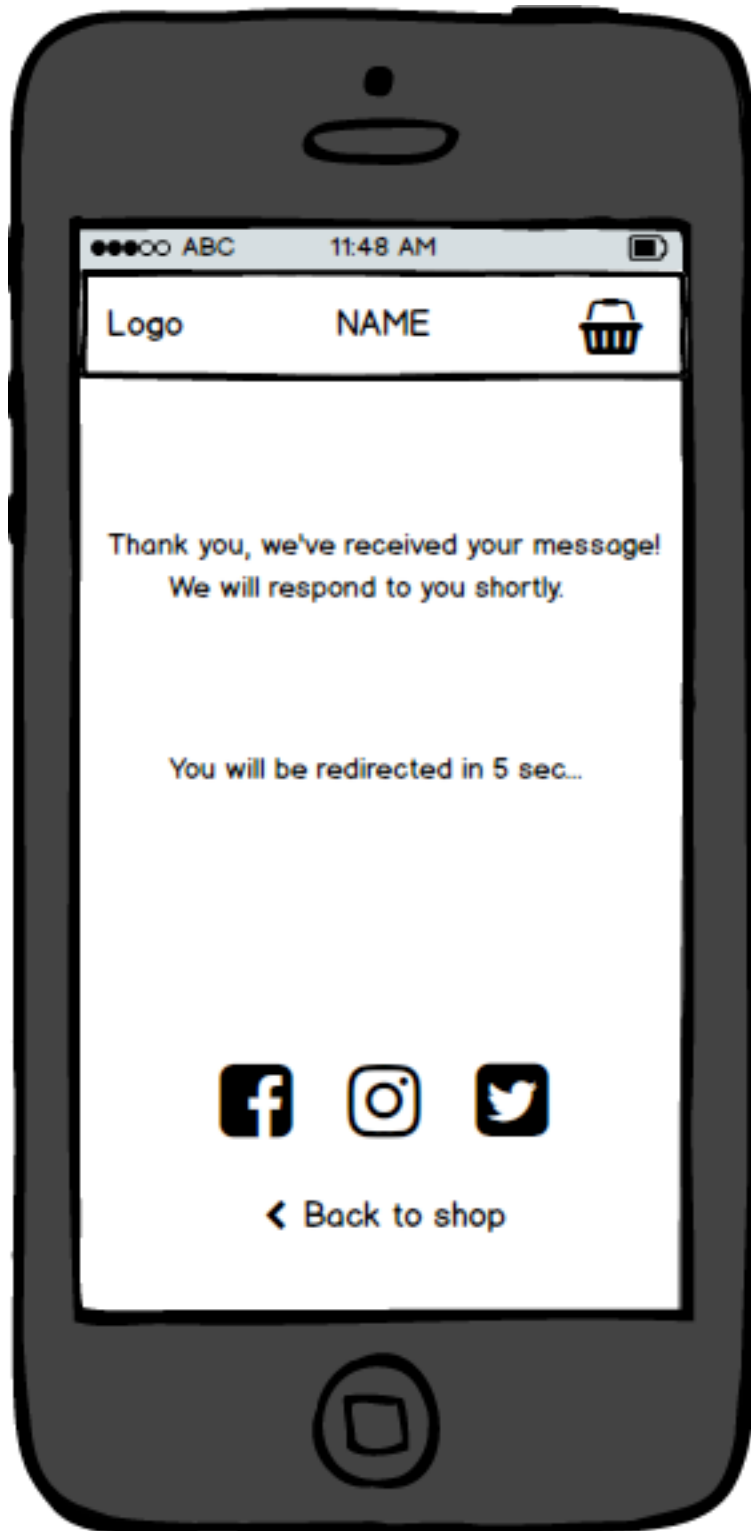 ABC 11:48 AM
Logo NAME
Thank you, we've received your message!
We will respond to you shortly.
You will be redirected in 5 sec...
Back to shop